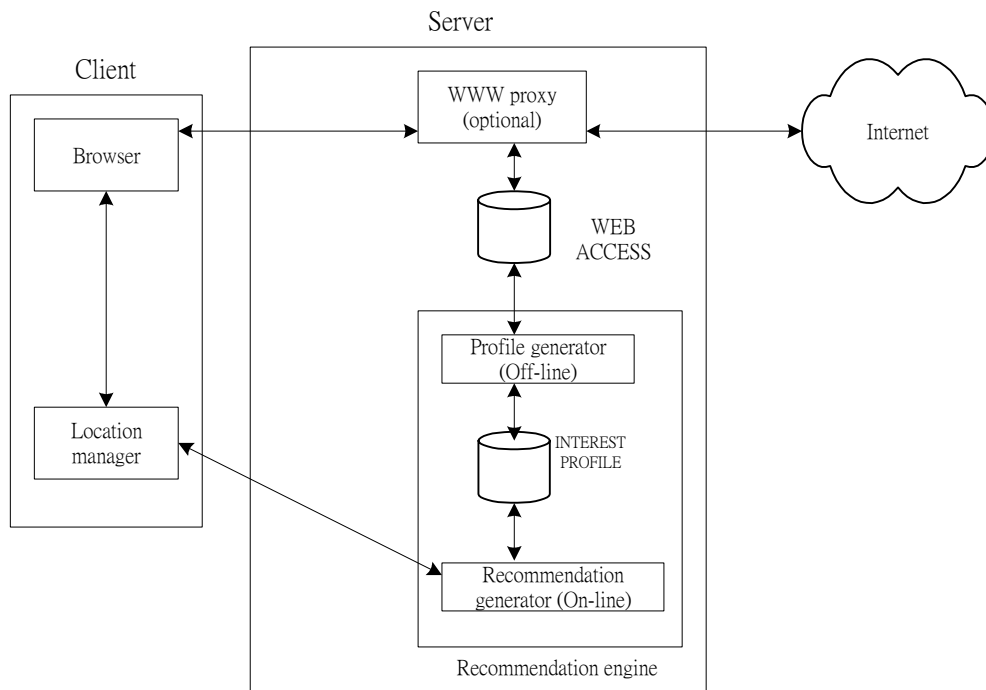 Server
Client
WWW proxy
(optional)
Internet
Browser
WEB
ACCESS
Profile generator
(Off-line)
Location
manager
INTEREST
PROFILE
Recommendation
generator (On-line)
Recommendation engine